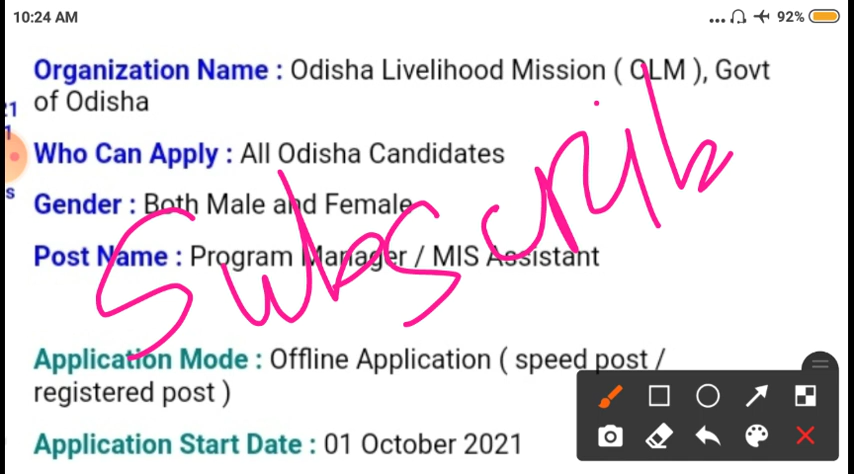 10:24 AM
92%
Organization Name : Odisha Livelihood Mission ( OLM ), Govt
of Odisha
Who Can Apply : All Odisha Candidates
Gender : Both Male and Female
Post Name : Program Manager / MIS Assistant
Subscrib
Application Mode : Offline Application ( speed post /
registered post )
Application Start Date : 01 October 2021